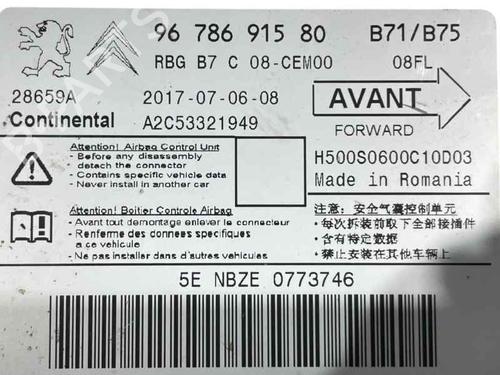 96 786 915 80 B71/B75
RBG B7 C 08-CEM00 08FL
28659A 2017-07-06-08 AVANT
Continental A2C53321949 FORWARD
Attention! Airbag Control Unit
• Before any disassembly
- detach the connector
• Contains specific vehicle data
• Never install in another car
H500S0600C10D03
Made in Romania
Attention! Boitier Controle Airbag
• Avant tout demontage enlever le connecteur
• Renferme des donnees specifiques
a ce vehicule
• Ne pas installer dans d'autres vehicules
注意: 安全气囊控制单元
• 每次拆装前取下全部接插件
• 含有特定数据
• 禁止安装在其他车辆上
5E NBZE 0773746